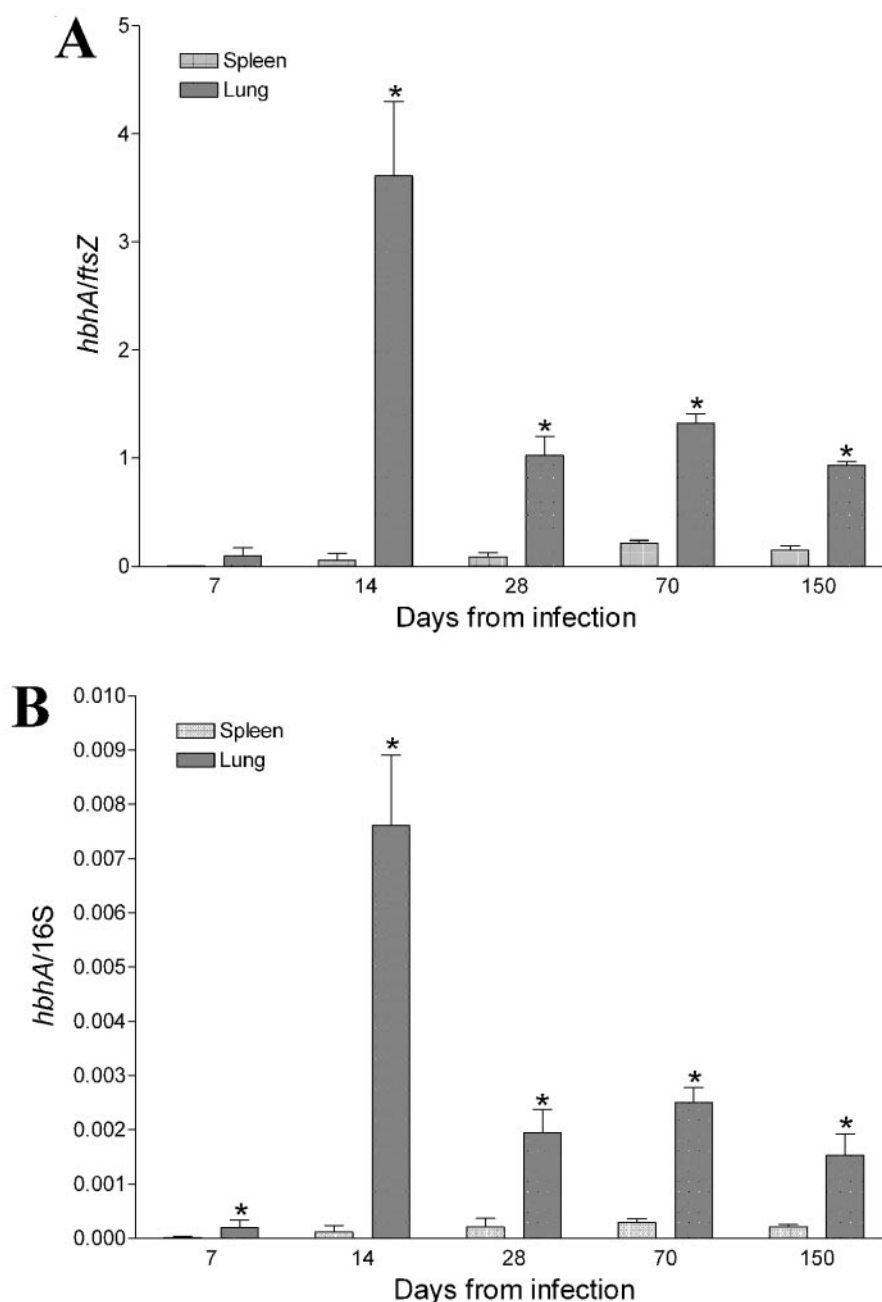 A
5
Spleen
Lung
*
4
3
hbhA/ftsZ
2
*
*
*
1
0
7 14 28 70 150
Days from infection
B
0.010
Spleen
0.009
Lung
*
0.008
0.007
0.006
hbhA/16S
0.005
0.004
0.003
*
*
*
0.002
0.001
*
0.000
7 14 28 70 150
Days from infection